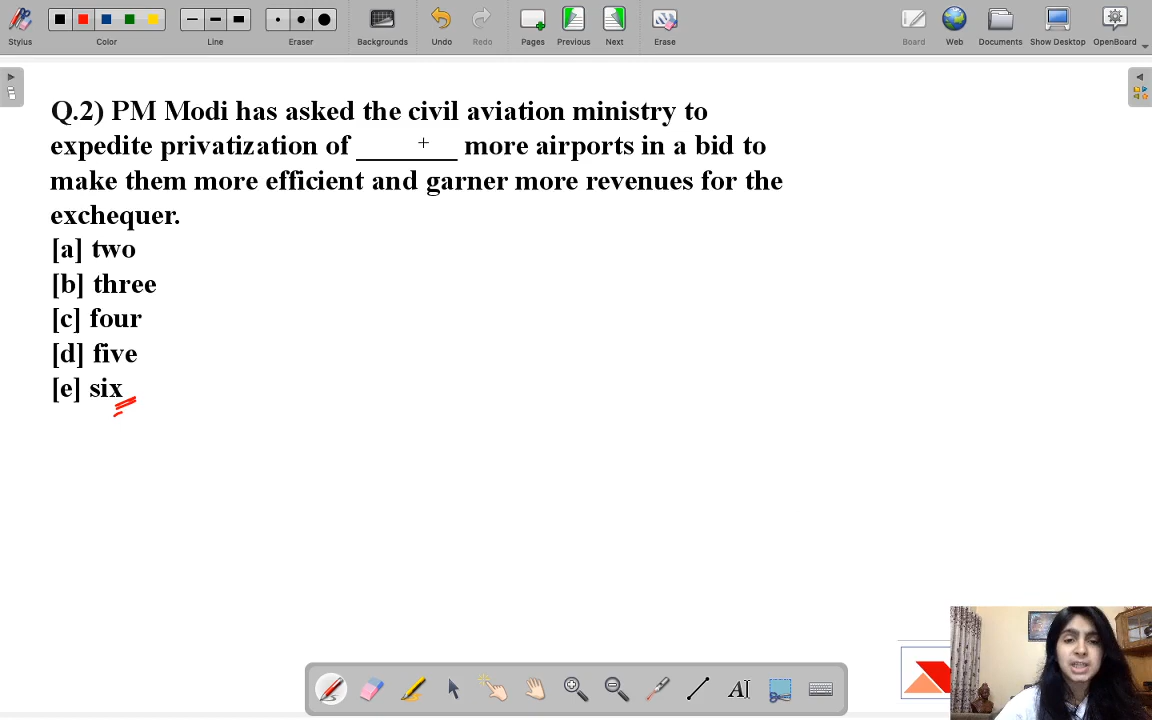 Stylus
Color
Line
Eraser
Backgrounds
Undo
Redo
Pages
Previous
Next
Erase
Board
Web
Documents
Show Desktop
OpenBoard
Q.2) PM Modi has asked the civil aviation ministry to
expedite privatization of ______ more airports in a bid to
make them more efficient and garner more revenues for the
exchequer.
[a] two
[b] three
[c] four
[d] five
[e] six
AI